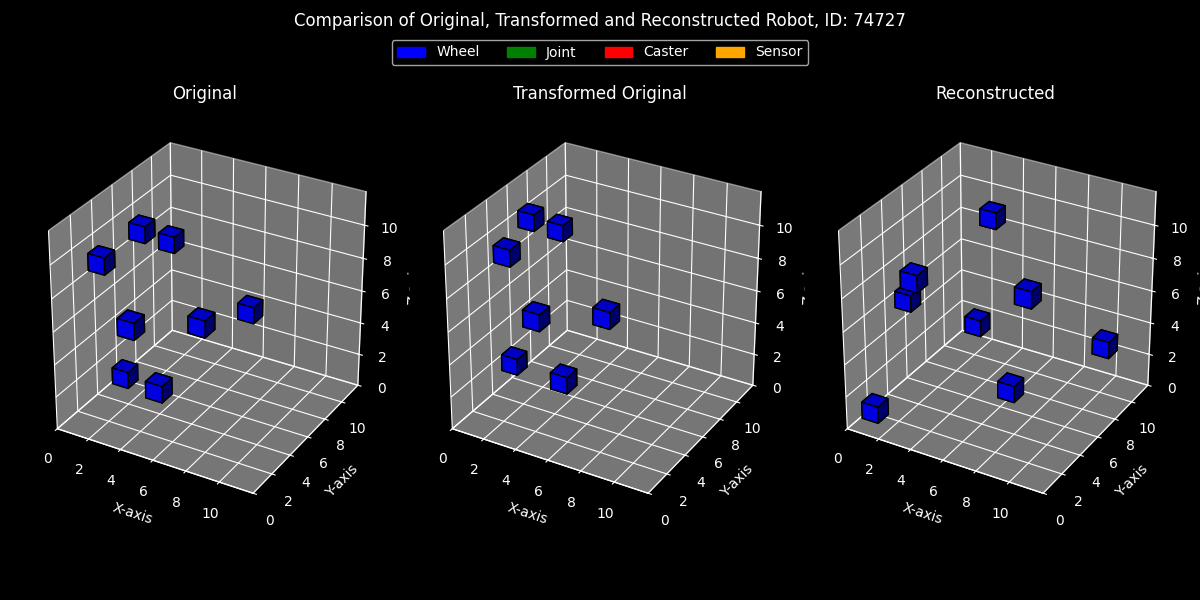 Comparison of Original, Transformed and Reconstructed Robot, ID: 74727
Wheel Joint Caster Sensor
Original Transformed Original Reconstructed
10 10 10
8 8 8
6 6 6
4 4 4
2 2 2
0 0 0
0 2 4 6 8 10 0 2 4 6 8 10 0 2 4 6 8 10
0 2 4 6 8 10 0 2 4 6 8 10 0 2 4 6 8 10
X-axis Y-axis X-axis Y-axis X-axis Y-axis